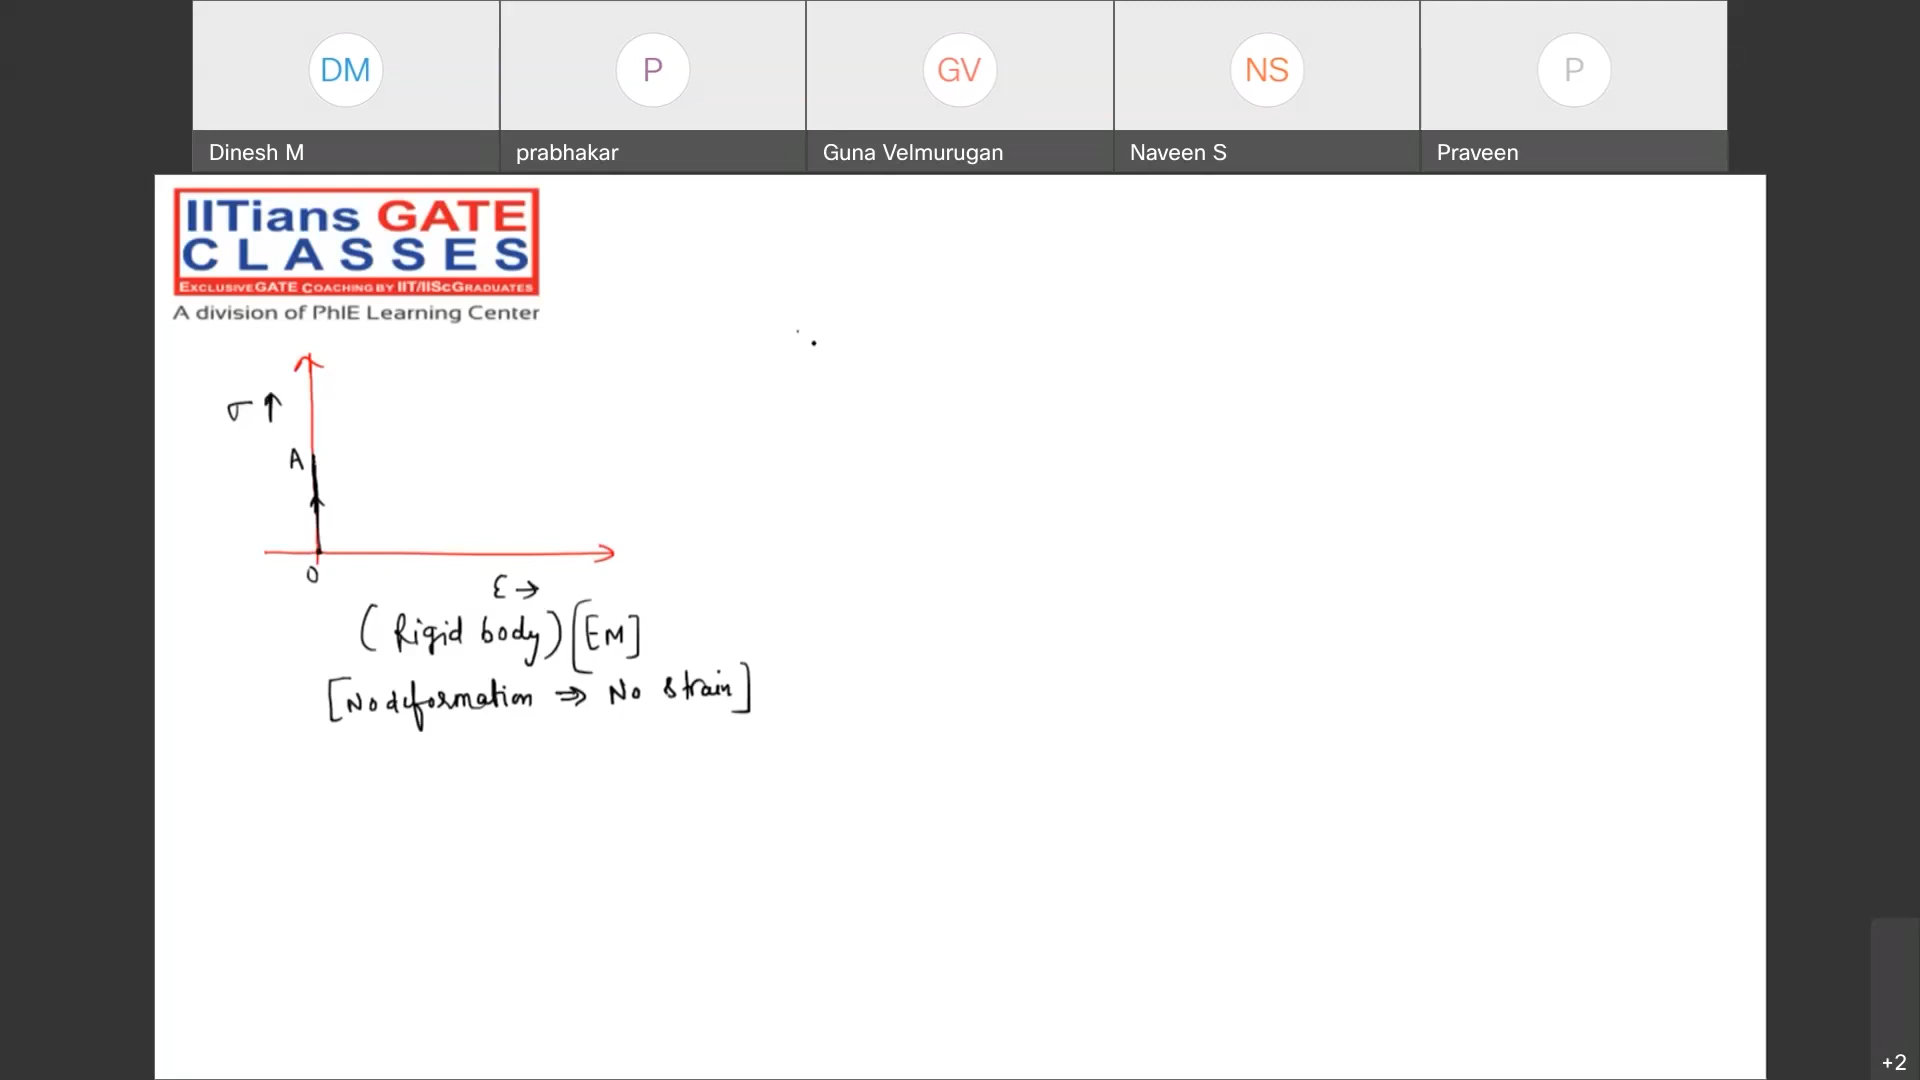 DM
P
GV
NS
P
Dinesh M
prabhakar
Guna Velmurugan
Naveen S
Praveen
IITians GATE
CLASSES
EXCLUSIVE GATE COACHING BY IIT/IISc GRADUATES
A division of PhIE Learning Center
σ ↑
A
0
ε →
(Rigid body) [EM]
[No deformation ⇒ No strain]
+2